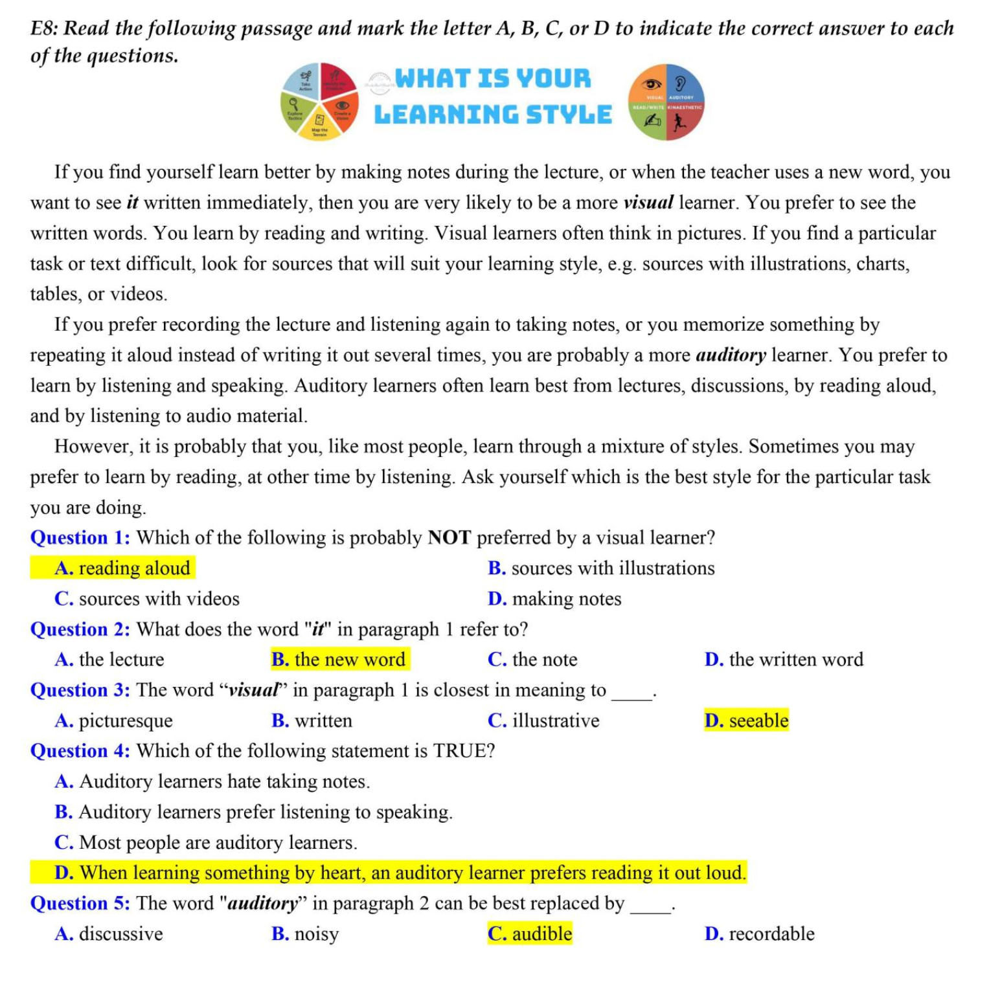 E8: Read the following passage and mark the letter A, B, C, or D to indicate the correct answer to each
of the questions.
Take
Action
Explore
Tactics
Map the
Terrain
Create a
Vision
WHAT IS YOUR
LEARNING STYLE
VISUAL AUDITORY
READ/WRITE KINAESTHETIC
If you find yourself learn better by making notes during the lecture, or when the teacher uses a new word, you
want to see it written immediately, then you are very likely to be a more visual learner. You prefer to see the
written words. You learn by reading and writing. Visual learners often think in pictures. If you find a particular
task or text difficult, look for sources that will suit your learning style, e.g. sources with illustrations, charts,
tables, or videos.
If you prefer recording the lecture and listening again to taking notes, or you memorize something by
repeating it aloud instead of writing it out several times, you are probably a more auditory learner. You prefer to
learn by listening and speaking. Auditory learners often learn best from lectures, discussions, by reading aloud,
and by listening to audio material.
However, it is probably that you, like most people, learn through a mixture of styles. Sometimes you may
prefer to learn by reading, at other time by listening. Ask yourself which is the best style for the particular task
you are doing.
Question 1: Which of the following is probably NOT preferred by a visual learner?
A. reading aloud B. sources with illustrations
C. sources with videos D. making notes
Question 2: What does the word "it" in paragraph 1 refer to?
A. the lecture B. the new word C. the note D. the written word
Question 3: The word “visual” in paragraph 1 is closest in meaning to ____.
A. picturesque B. written C. illustrative D. seeable
Question 4: Which of the following statement is TRUE?
A. Auditory learners hate taking notes.
B. Auditory learners prefer listening to speaking.
C. Most people are auditory learners.
D. When learning something by heart, an auditory learner prefers reading it out loud.
Question 5: The word "auditory” in paragraph 2 can be best replaced by ____.
A. discussive B. noisy C. audible D. recordable